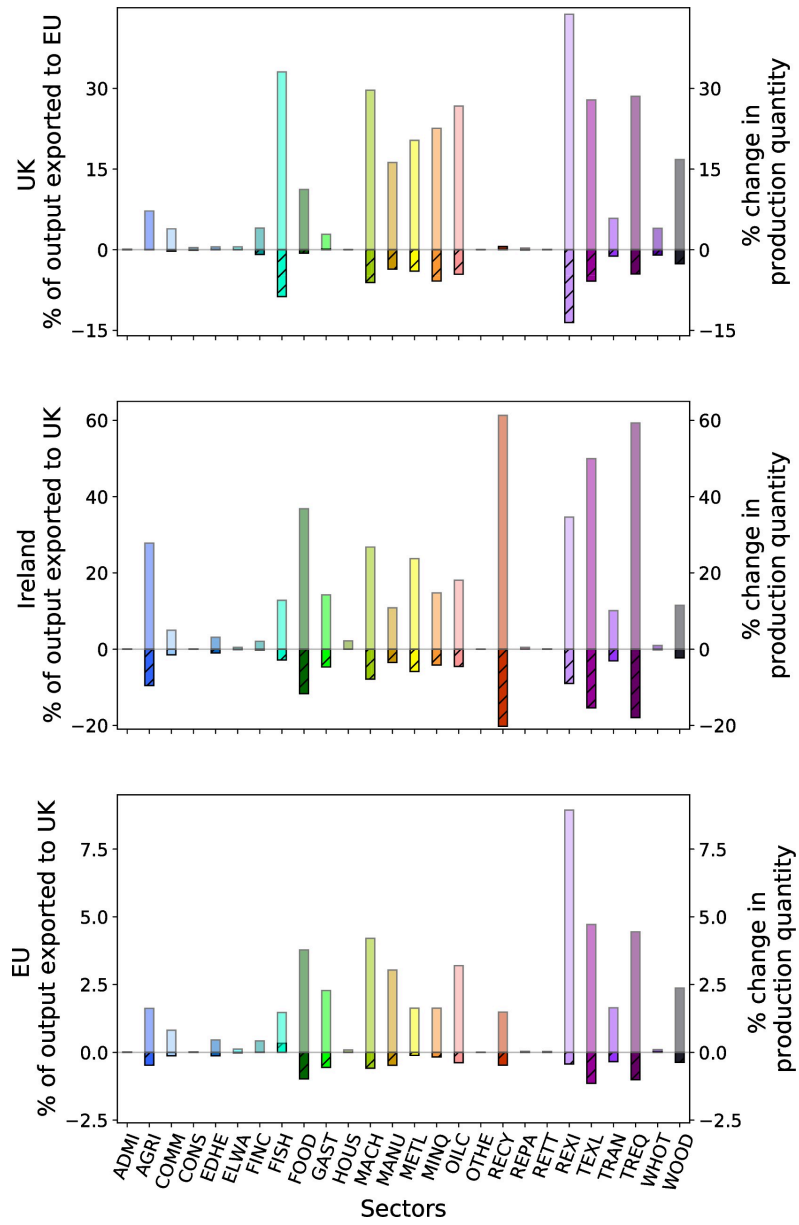 UK
% of output exported to EU
30
15
0
−15
30
15
0
−15
% change in
production quantity
Ireland
% of output exported to UK
60
40
20
0
−20
60
40
20
0
−20
% change in
production quantity
EU
% of output exported to UK
7.5
5.0
2.5
0.0
−2.5
7.5
5.0
2.5
0.0
−2.5
% change in
production quantity
ADMI
AGRI
COMM
CONS
EDHE
ELWA
FINC
FISH
FOOD
GAST
HOUS
MACH
MANU
METL
MINQ
OILC
OTHE
RECY
REPA
RETT
REXI
TEXL
TRAN
TREQ
WHOT
WOOD
Sectors